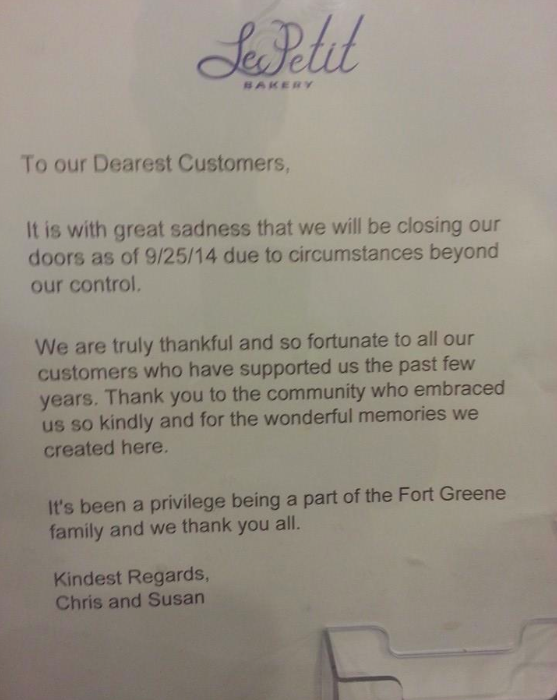 Le Petit
BAKERY
To our Dearest Customers,
It is with great sadness that we will be closing our
doors as of 9/25/14 due to circumstances beyond
our control.
We are truly thankful and so fortunate to all our
customers who have supported us the past few
years. Thank you to the community who embraced
us so kindly and for the wonderful memories we
created here.
It's been a privilege being a part of the Fort Greene
family and we thank you all.
Kindest Regards,
Chris and Susan